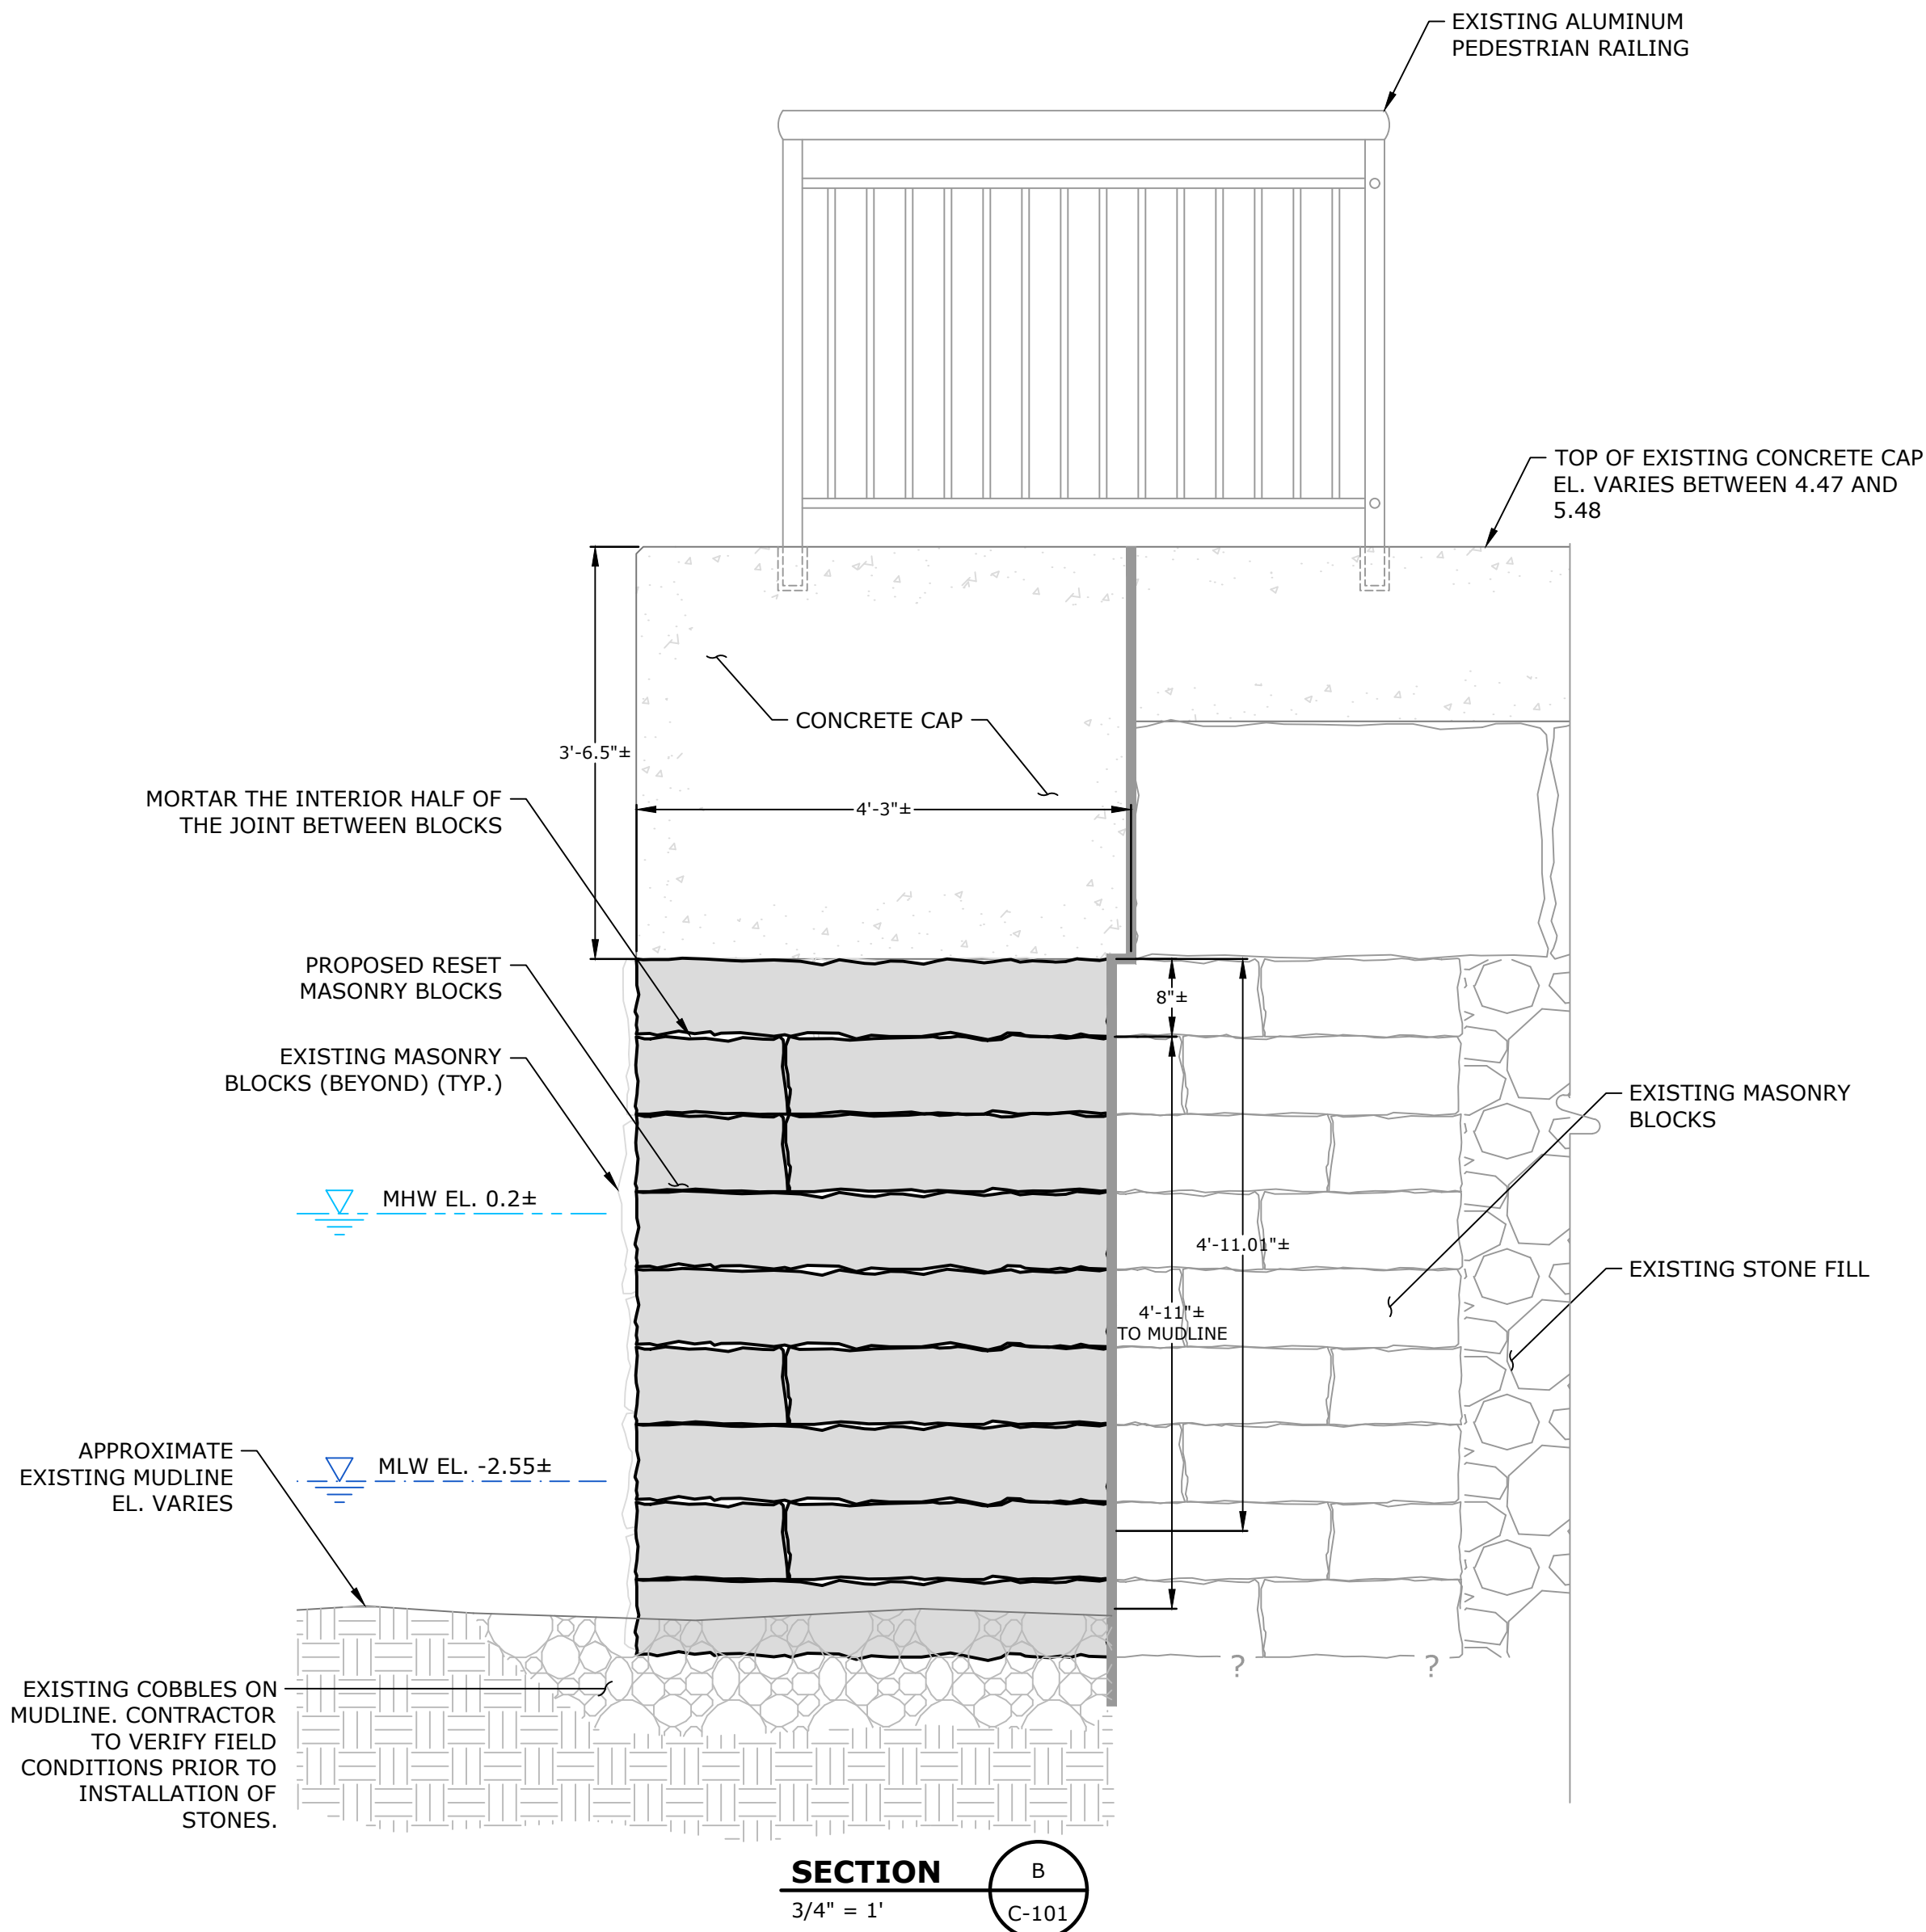 EXISTING ALUMINUM
PEDESTRIAN RAILING
TOP OF EXISTING CONCRETE CAP
EL. VARIES BETWEEN 4.47 AND
5.48
CONCRETE CAP
3'-6.5"±
4'-3"±
MORTAR THE INTERIOR HALF OF
THE JOINT BETWEEN BLOCKS
PROPOSED RESET
MASONRY BLOCKS
8"±
EXISTING MASONRY
BLOCKS (BEYOND) (TYP.)
EXISTING MASONRY
BLOCKS
MHW EL. 0.2±
4'-11.01"±
EXISTING STONE FILL
4'-11"±
TO MUDLINE
APPROXIMATE
EXISTING MUDLINE
EL. VARIES
MLW EL. -2.55±
? ?
EXISTING COBBLES ON
MUDLINE. CONTRACTOR
TO VERIFY FIELD
CONDITIONS PRIOR TO
INSTALLATION OF
STONES.
SECTION
3/4" = 1'
B
C-101